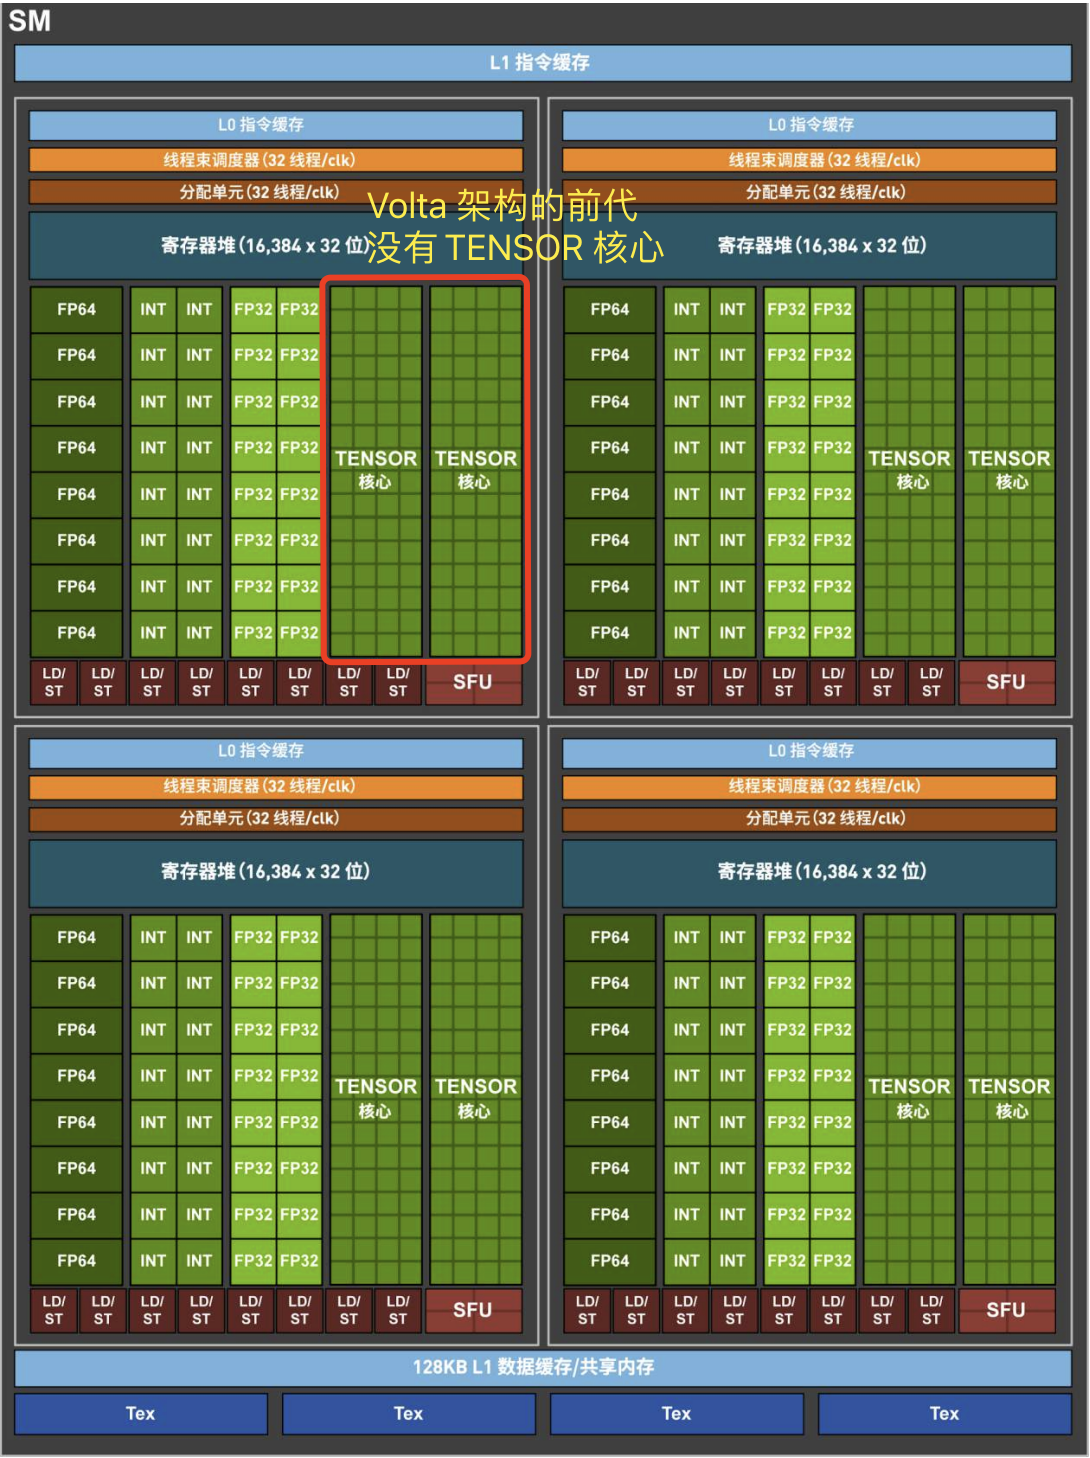 SM
L1 指令缓存
L0 指令缓存
线程束调度器(32 线程/clk)
分配单元(32 线程/clk)
寄存器堆(16,384 x 32 位)
Volta 架构的前代
没有 TENSOR 核心
FP64 INT INT FP32 FP32
FP64 INT INT FP32 FP32
FP64 INT INT FP32 FP32
FP64 INT INT FP32 FP32
TENSOR 核心 TENSOR 核心
FP64 INT INT FP32 FP32
FP64 INT INT FP32 FP32
FP64 INT INT FP32 FP32
FP64 INT INT FP32 FP32
LD/ST LD/ST LD/ST LD/ST LD/ST LD/ST LD/ST LD/ST SFU
L0 指令缓存
线程束调度器(32 线程/clk)
分配单元(32 线程/clk)
寄存器堆(16,384 x 32 位)
FP64 INT INT FP32 FP32
FP64 INT INT FP32 FP32
FP64 INT INT FP32 FP32
FP64 INT INT FP32 FP32
TENSOR 核心 TENSOR 核心
FP64 INT INT FP32 FP32
FP64 INT INT FP32 FP32
FP64 INT INT FP32 FP32
FP64 INT INT FP32 FP32
LD/ST LD/ST LD/ST LD/ST LD/ST LD/ST LD/ST LD/ST SFU
L0 指令缓存
线程束调度器(32 线程/clk)
分配单元(32 线程/clk)
寄存器堆(16,384 x 32 位)
FP64 INT INT FP32 FP32
FP64 INT INT FP32 FP32
FP64 INT INT FP32 FP32
FP64 INT INT FP32 FP32
TENSOR 核心 TENSOR 核心
FP64 INT INT FP32 FP32
FP64 INT INT FP32 FP32
FP64 INT INT FP32 FP32
FP64 INT INT FP32 FP32
LD/ST LD/ST LD/ST LD/ST LD/ST LD/ST LD/ST LD/ST SFU
L0 指令缓存
线程束调度器(32 线程/clk)
分配单元(32 线程/clk)
寄存器堆(16,384 x 32 位)
FP64 INT INT FP32 FP32
FP64 INT INT FP32 FP32
FP64 INT INT FP32 FP32
FP64 INT INT FP32 FP32
TENSOR 核心 TENSOR 核心
FP64 INT INT FP32 FP32
FP64 INT INT FP32 FP32
FP64 INT INT FP32 FP32
FP64 INT INT FP32 FP32
LD/ST LD/ST LD/ST LD/ST LD/ST LD/ST LD/ST LD/ST SFU
128KB L1 数据缓存/共享内存
Tex Tex Tex Tex